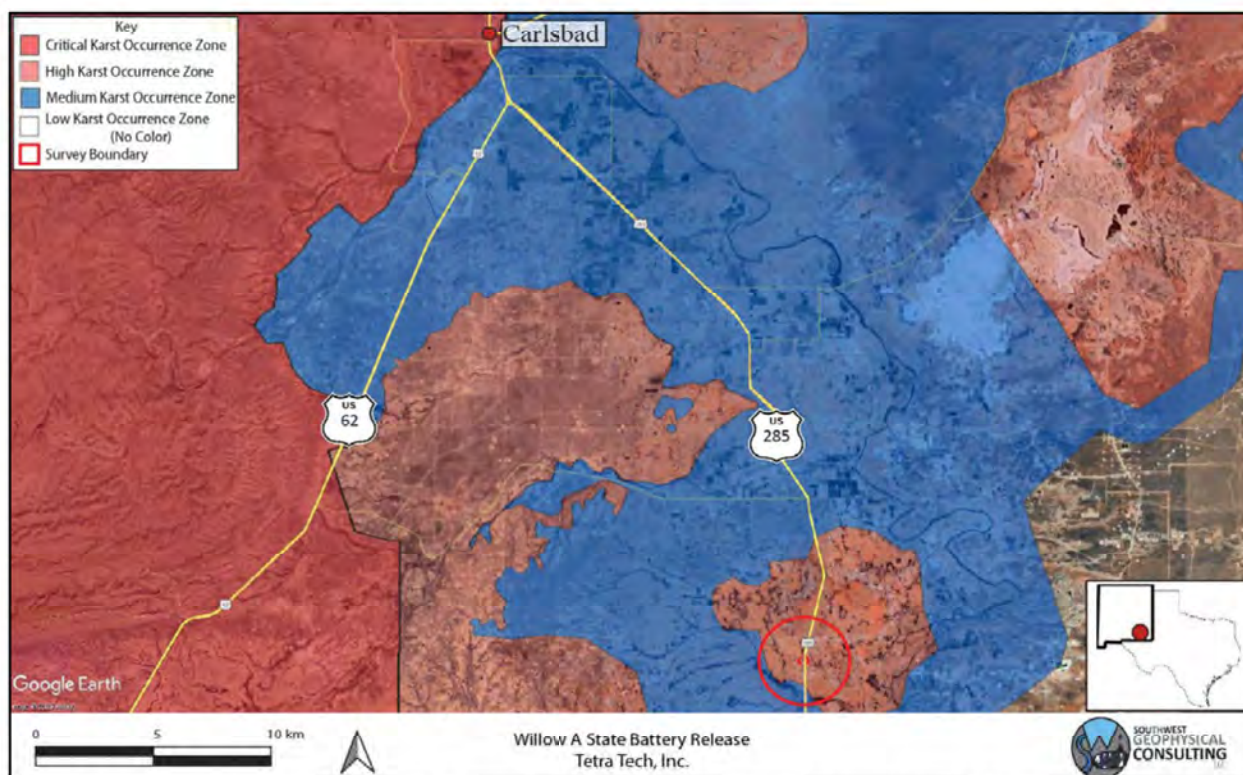 Key
Critical Karst Occurrence Zone
High Karst Occurrence Zone
Medium Karst Occurrence Zone
Low Karst Occurrence Zone
(No Color)
Survey Boundary
Carlsbad
US
62
US
285
Google Earth
0 5 10 km
Willow A State Battery Release
Tetra Tech, Inc.
SOUTHWEST
GEOPHYSICAL
CONSULTING